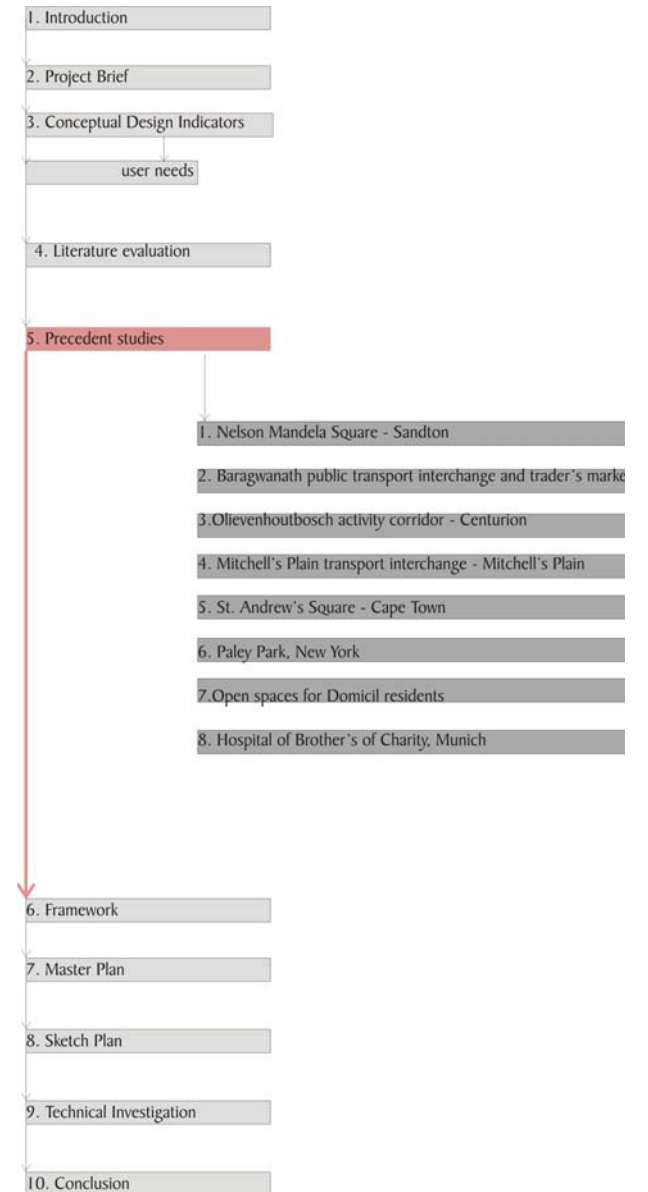 1. Introduction
2. Project Brief
3. Conceptual Design Indicators
user needs
4. Literature evaluation
5. Precedent studies
1. Nelson Mandela Square - Sandton
2. Baragwanath public transport interchange and trader's marke
3.Olievenhoutbosch activity corridor - Centurion
4. Mitchell's Plain transport interchange - Mitchell's Plain
5. St. Andrew's Square - Cape Town
6. Paley Park, New York
7.Open spaces for Domicil residents
8. Hospital of Brother's of Charity, Munich
6. Framework
7. Master Plan
8. Sketch Plan
9. Technical Investigation
10. Conclusion